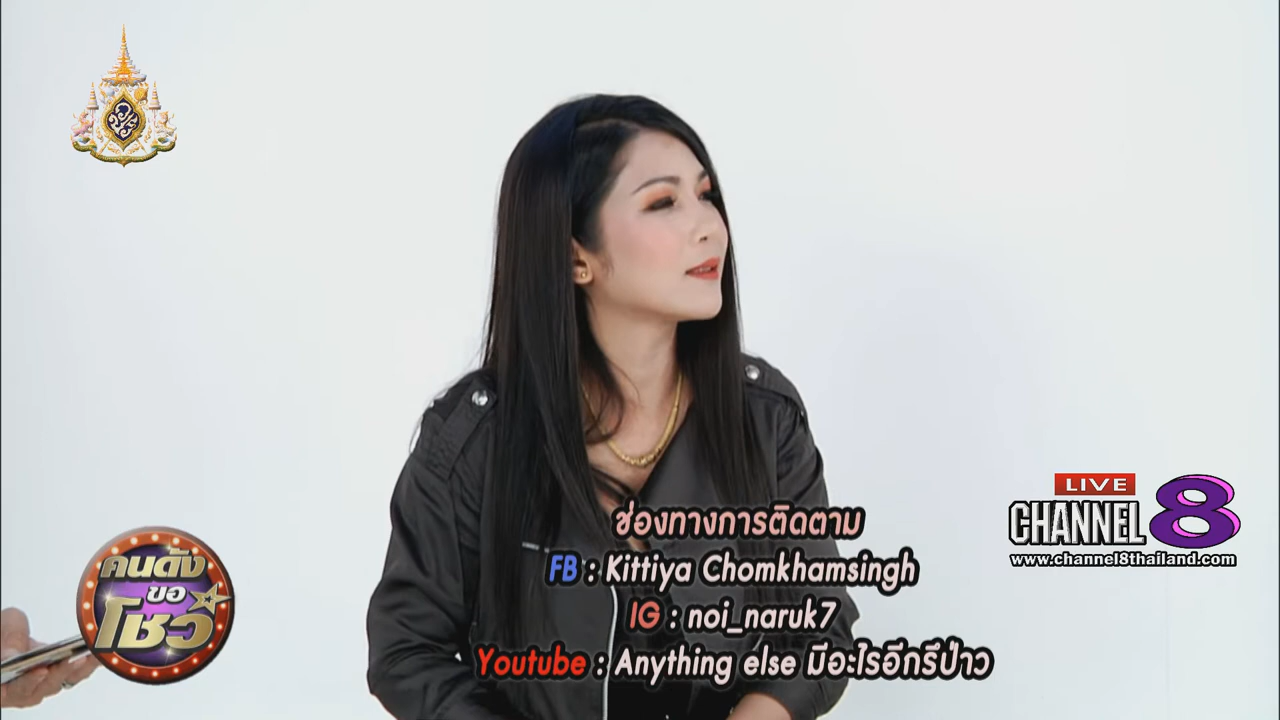 ช่องทางการติดตาม
FB : Kittiya Chomkhamsingh
IG : noi_naruk7
Youtube : Anything else มีอะไรอีกรึป่าว
LIVE
CHANNEL 8
www.channel8thailand.com
คนดัง
ขอ
โชว์